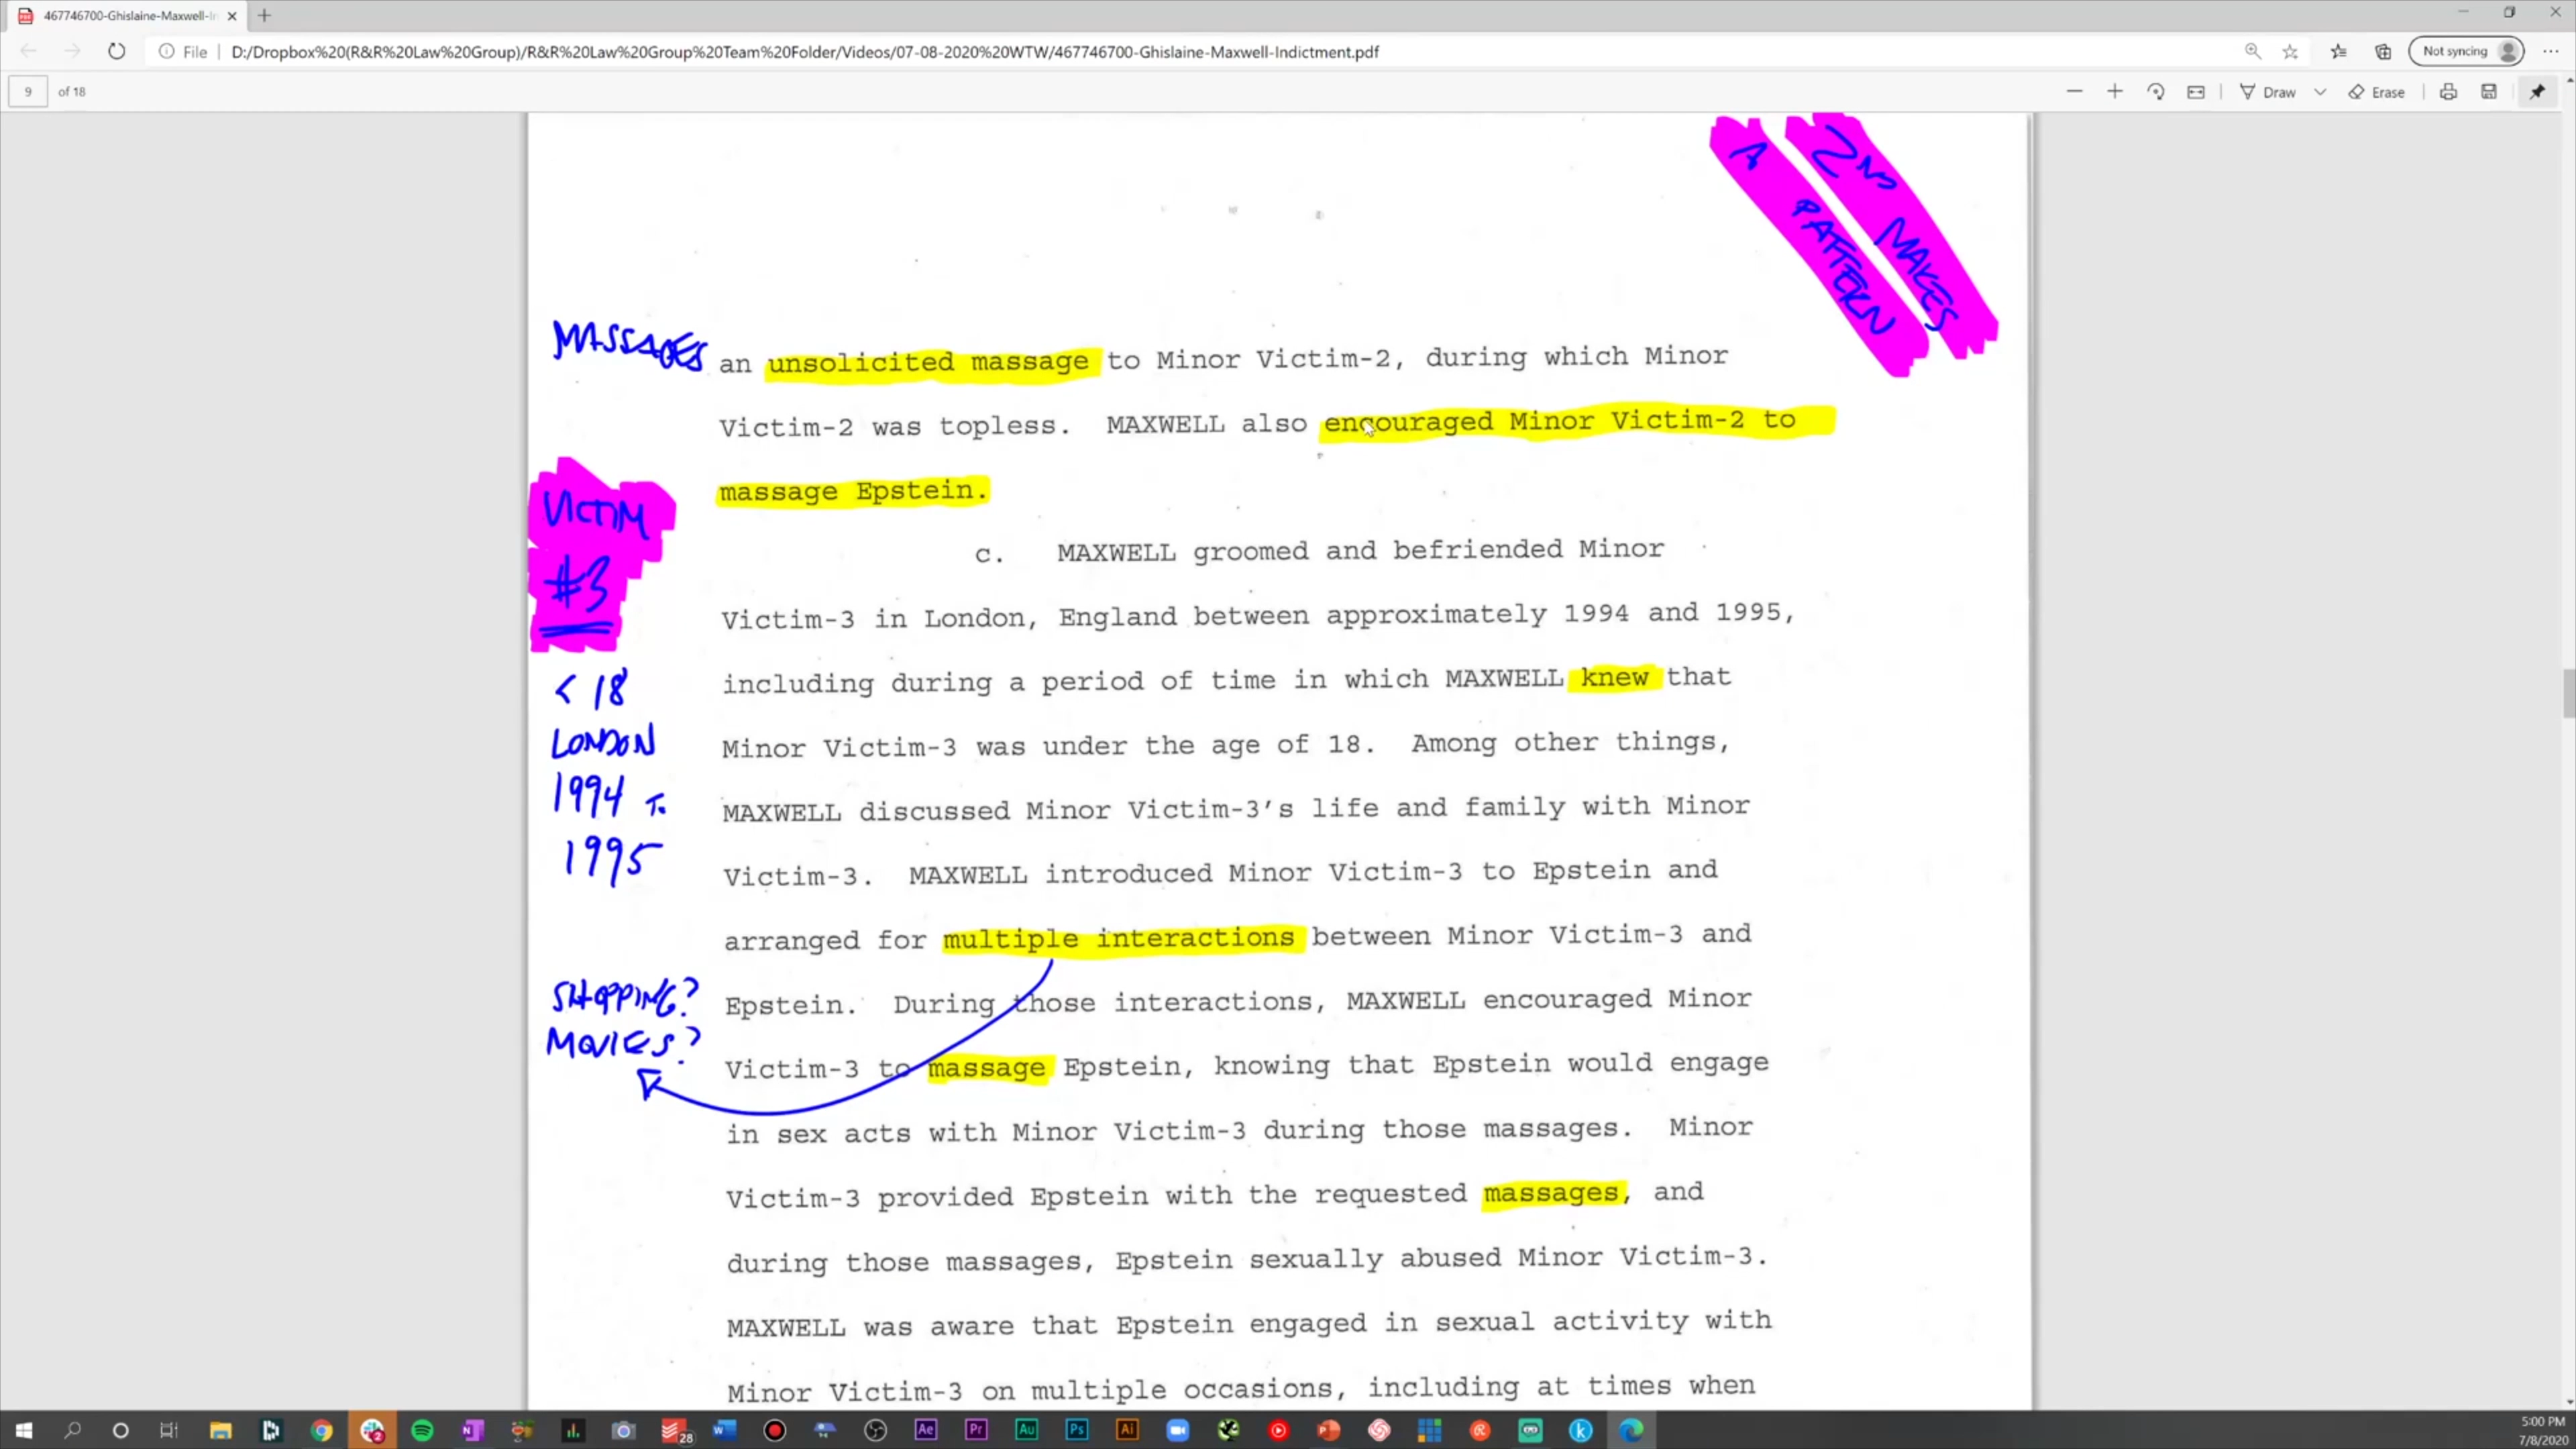 467746700-Ghislaine-Maxwell-In
File
D:/Dropbox%20(R&R%20Law%20Group)/R&R%20Law%20Group%20Team%20Folder/Videos/07-08-2020%20WTW/467746700-Ghislaine-Maxwell-Indictment.pdf
Not syncing
9 of 18
Draw
Erase
2ND MAKES
A PATTERN
MASSAGES
an unsolicited massage to Minor Victim-2, during which Minor
Victim-2 was topless. MAXWELL also encouraged Minor Victim-2 to
massage Epstein.
VICTIM
#3
c. MAXWELL groomed and befriended Minor
Victim-3 in London, England between approximately 1994 and 1995,
< 18
including during a period of time in which MAXWELL knew that
LONDON
Minor Victim-3 was under the age of 18. Among other things,
1994 To
MAXWELL discussed Minor Victim-3's life and family with Minor
1995
Victim-3. MAXWELL introduced Minor Victim-3 to Epstein and
arranged for multiple interactions between Minor Victim-3 and
SHOPPING?
Epstein. During those interactions, MAXWELL encouraged Minor
MOVIES?
Victim-3 to massage Epstein, knowing that Epstein would engage
in sex acts with Minor Victim-3 during those massages. Minor
Victim-3 provided Epstein with the requested massages, and
during those massages, Epstein sexually abused Minor Victim-3.
MAXWELL was aware that Epstein engaged in sexual activity with
Minor Victim-3 on multiple occasions, including at times when
2
28
Ae
Pr
Au
Ps
Ai
5:00 PM
7/8/2020